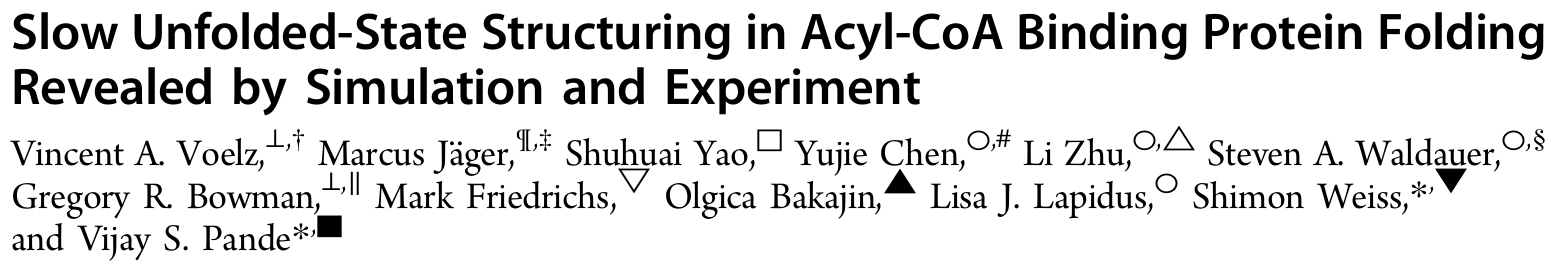 Slow Unfolded-State Structuring in Acyl-CoA Binding Protein Folding
Revealed by Simulation and Experiment
Vincent A. Voelz,⊥,† Marcus Jäger,¶,‡ Shuhuai Yao,□ Yujie Chen,○,# Li Zhu,○,△ Steven A. Waldauer,○,§
Gregory R. Bowman,⊥,∥ Mark Friedrichs,▽ Olgica Bakajin,▲ Lisa J. Lapidus,○ Shimon Weiss,*,▼
and Vijay S. Pande*,■